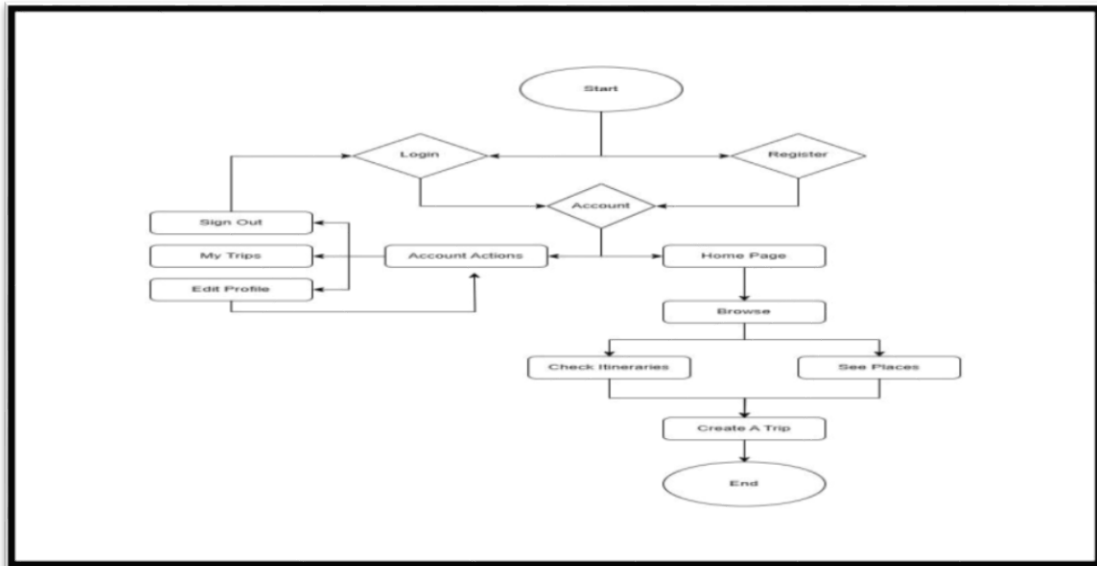 Start
Login
Register
Account
Sign Out
My Trips
Account Actions
Home Page
Edit Profile
Browse
Check Itineraries
See Places
Create A Trip
End